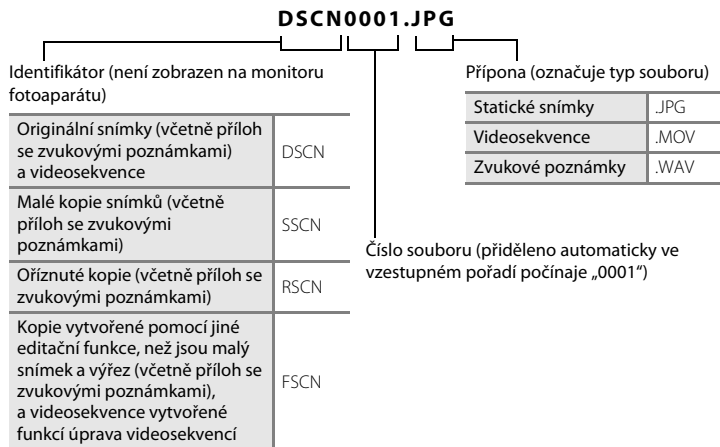 DSCN0001.JPG
Identifikátor (není zobrazen na monitoru
fotoaparátu)
Originální snímky (včetně příloh
se zvukovými poznámkami)
a videosekvence
DSCN
Malé kopie snímků (včetně
příloh se zvukovými
poznámkami)
SSCN
Oříznuté kopie (včetně příloh se
zvukovými poznámkami)
RSCN
Kopie vytvořené pomocí jiné
editační funkce, než jsou malý
snímek a výřez (včetně příloh se
zvukovými poznámkami),
a videosekvence vytvořené
funkcí úprava videosekvencí
FSCN
Přípona (označuje typ souboru)
Statické snímky .JPG
Videosekvence .MOV
Zvukové poznámky .WAV
Číslo souboru (přiděleno automaticky ve
vzestupném pořadí počínaje „0001“)